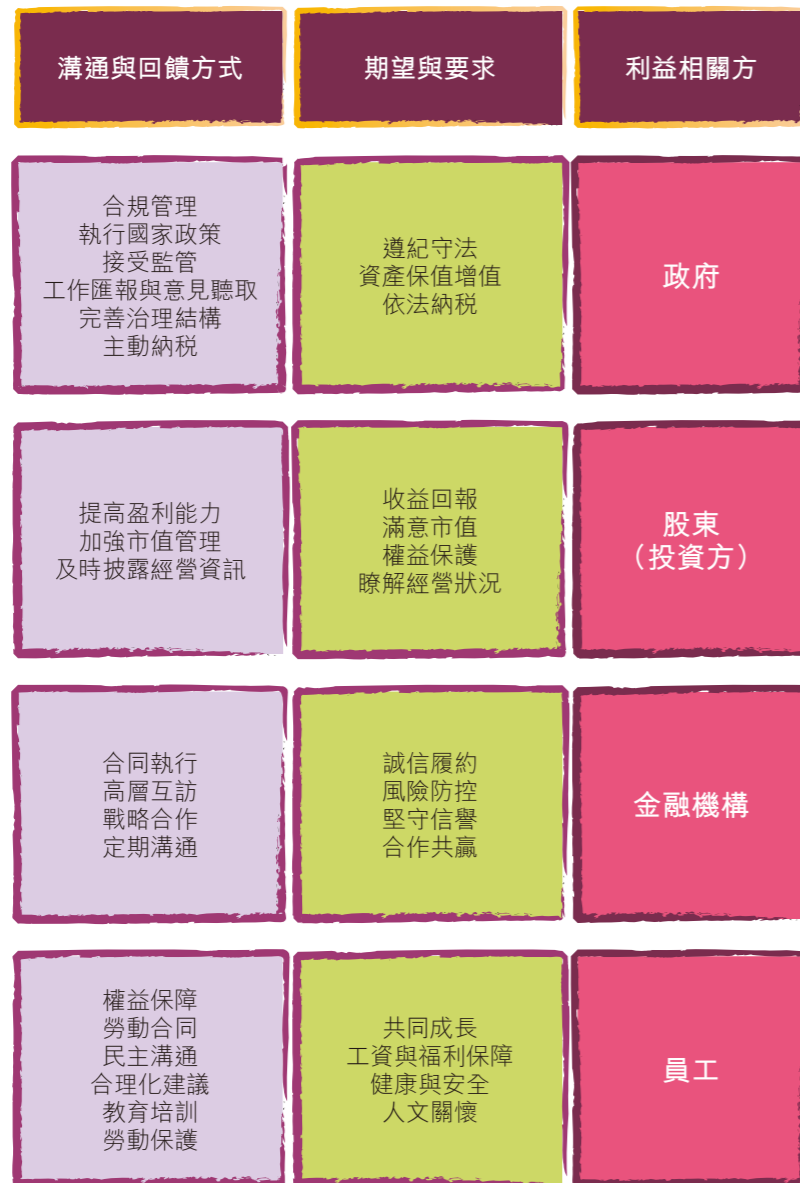 溝通與回饋方式
期望與要求
利益相關方
合規管理
執行國家政策
接受監管
工作匯報與意見聽取
完善治理結構
主動納税
遵紀守法
資產保值增值
依法納税
政府
提高盈利能力
加強市值管理
及時披露經營資訊
收益回報
滿意市值
權益保護
瞭解經營狀況
股東
（投資方）
合同執行
高層互訪
戰略合作
定期溝通
誠信履約
風險防控
堅守信譽
合作共贏
金融機構
權益保障
勞動合同
民主溝通
合理化建議
教育培訓
勞動保護
共同成長
工資與福利保障
健康與安全
人文關懷
員工